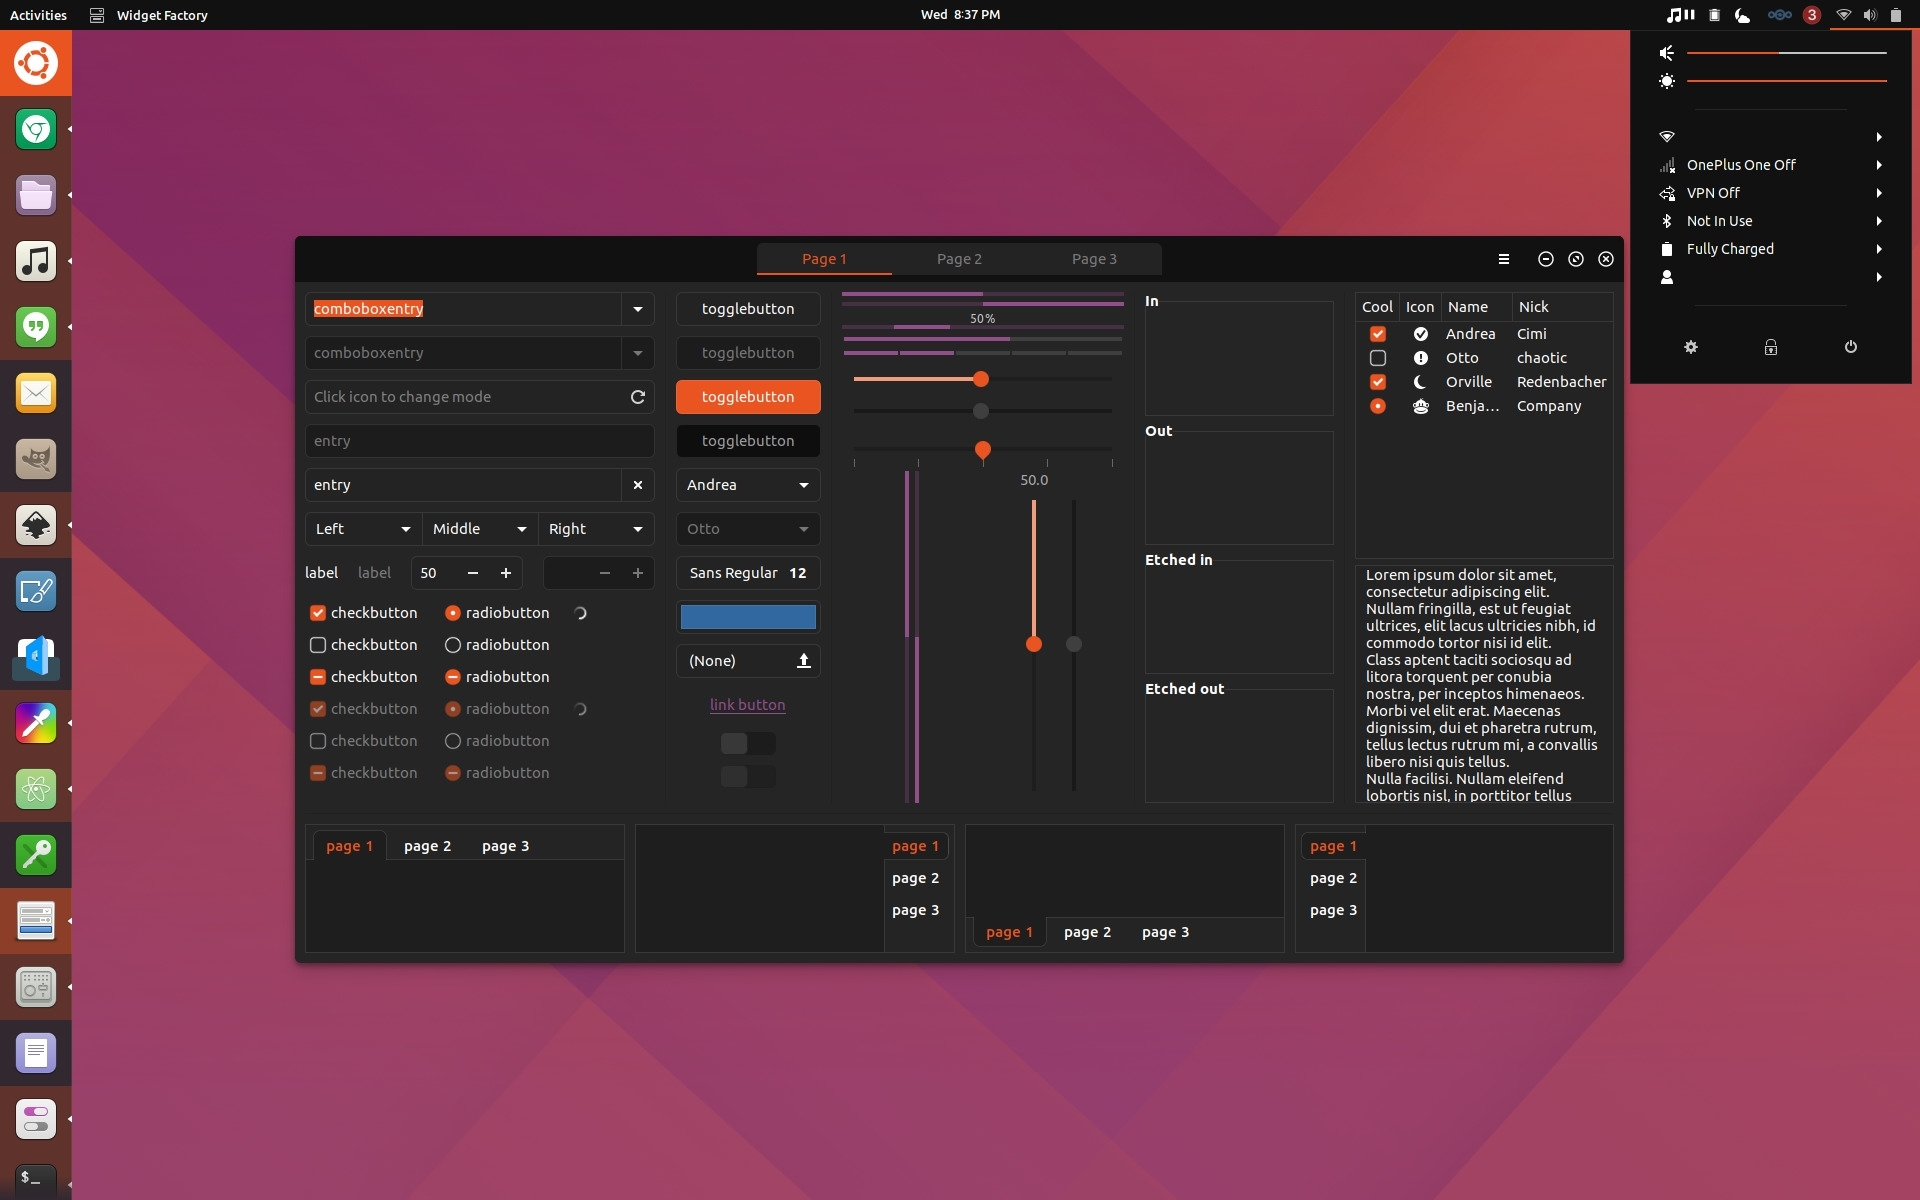 Activities Widget Factory Wed 8:37 PM 3
Page 1 Page 2 Page 3
comboboxentry
comboboxentry
Click icon to change mode
entry
entry
Left Middle Right
label label 50
checkbutton radiobutton
checkbutton radiobutton
checkbutton radiobutton
checkbutton radiobutton
checkbutton radiobutton
checkbutton radiobutton
togglebutton
togglebutton
togglebutton
togglebutton
Andrea
Otto
Sans Regular 12
(None)
link button
50 %
50.0
In
Out
Etched in
Etched out
Cool Icon Name Nick
Andrea Cimi
Otto chaotic
Orville Redenbacher
Benja... Company
Lorem ipsum dolor sit amet,
consectetur adipiscing elit.
Nullam fringilla, est ut feugiat
ultrices, elit lacus ultricies nibh, id
commodo tortor nisi id elit.
Class aptent taciti sociosqu ad
litora torquent per conubia
nostra, per inceptos himenaeos.
Morbi vel elit erat. Maecenas
dignissim, dui et pharetra rutrum,
tellus lectus rutrum mi, a convallis
libero nisi quis tellus.
Nulla facilisi. Nullam eleifend
lobortis nisl, in porttitor tellus
page 1 page 2 page 3
page 1
page 2
page 3
page 1 page 2 page 3
page 1
page 2
page 3
OnePlus One Off
VPN Off
Not In Use
Fully Charged
$_